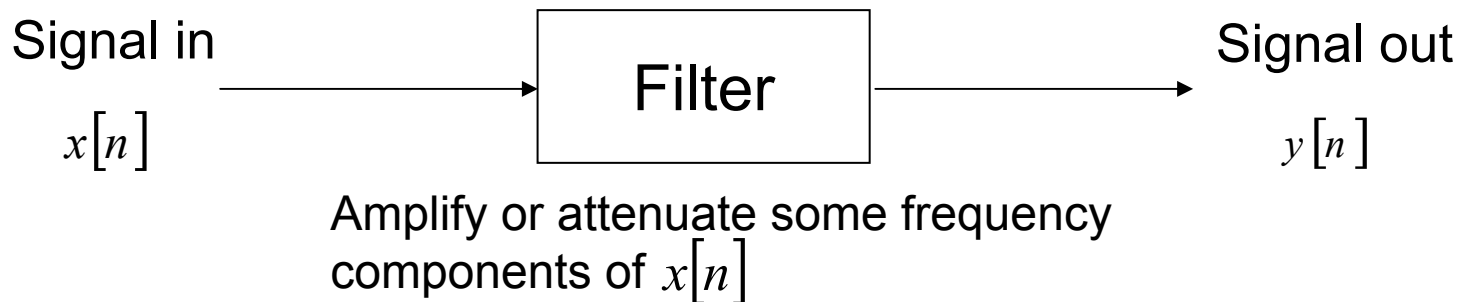 Signal in
Filter
Signal out
x[n]
y[n]
Amplify or attenuate some frequency
components of x[n]